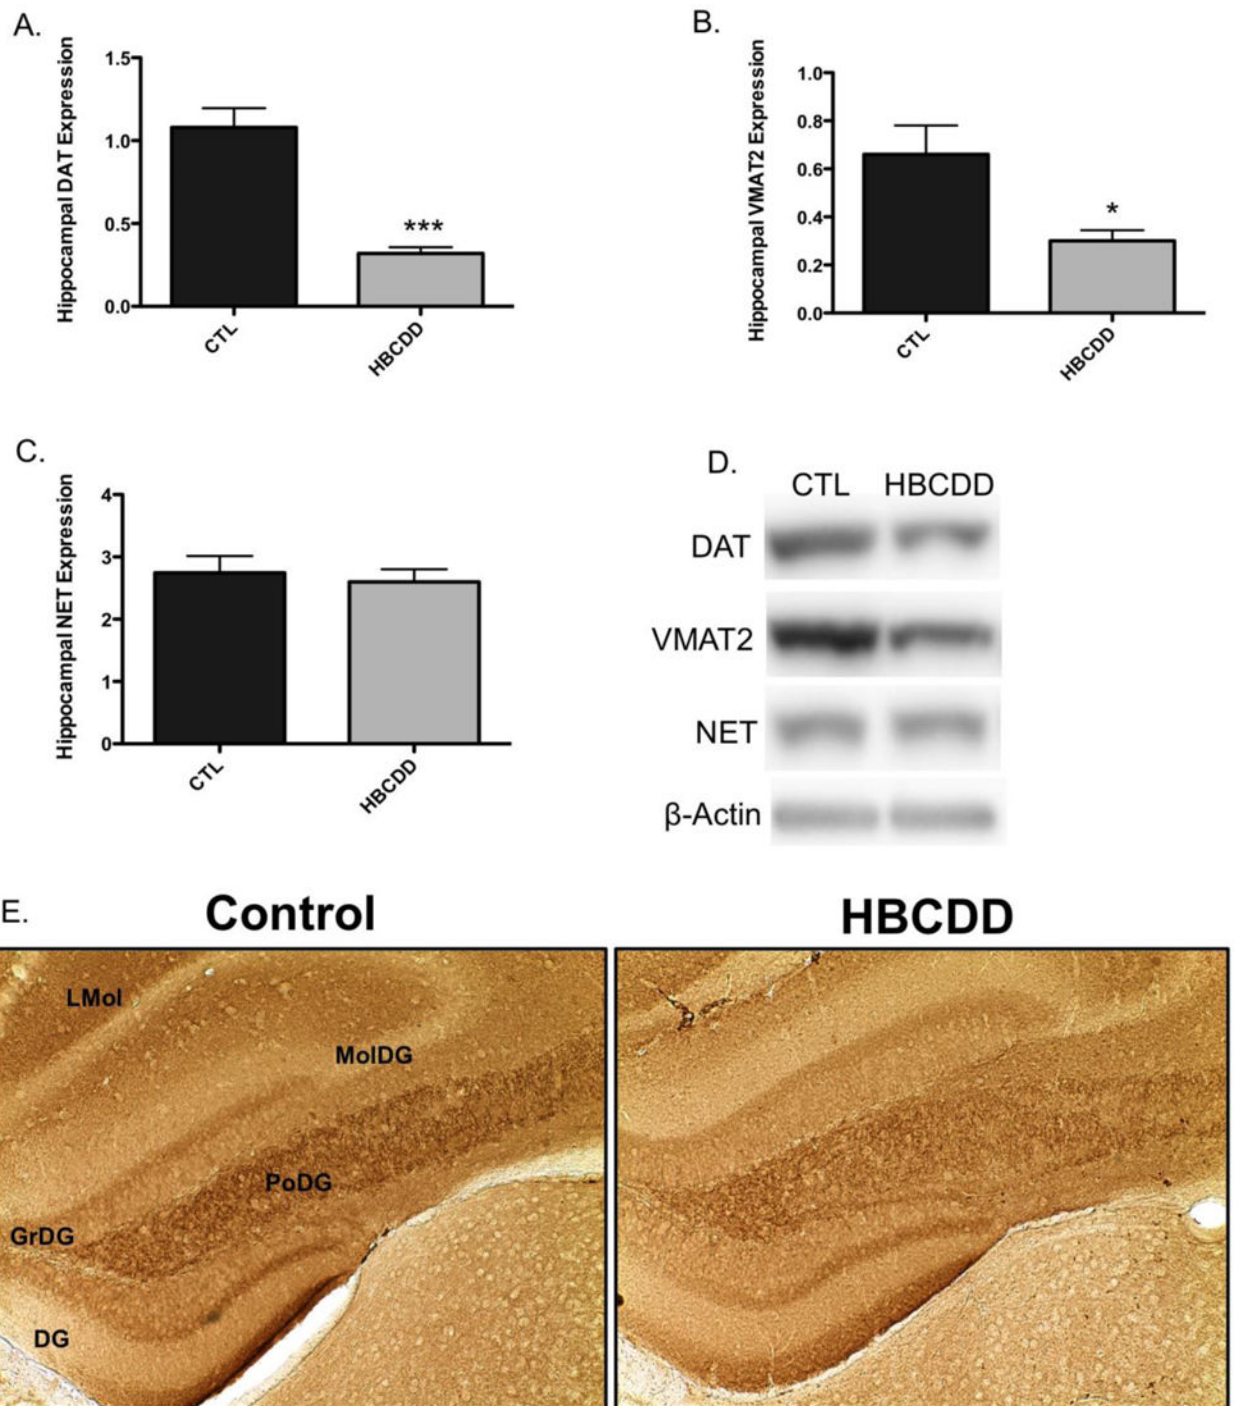 A.
Hippocampal DAT Expression
1.5
1.0
0.5
0.0
***
CTL
HBCDD
B.
Hippocampal VMAT2 Expression
1.0
0.8
0.6
0.4
0.2
0.0
*
CTL
HBCDD
C.
Hippocampal NET Expression
4
3
2
1
0
CTL
HBCDD
D.
CTL HBCDD
DAT
VMAT2
NET
β-Actin
E.
Control
LMol
MolDG
PoDG
GrDG
DG
HBCDD